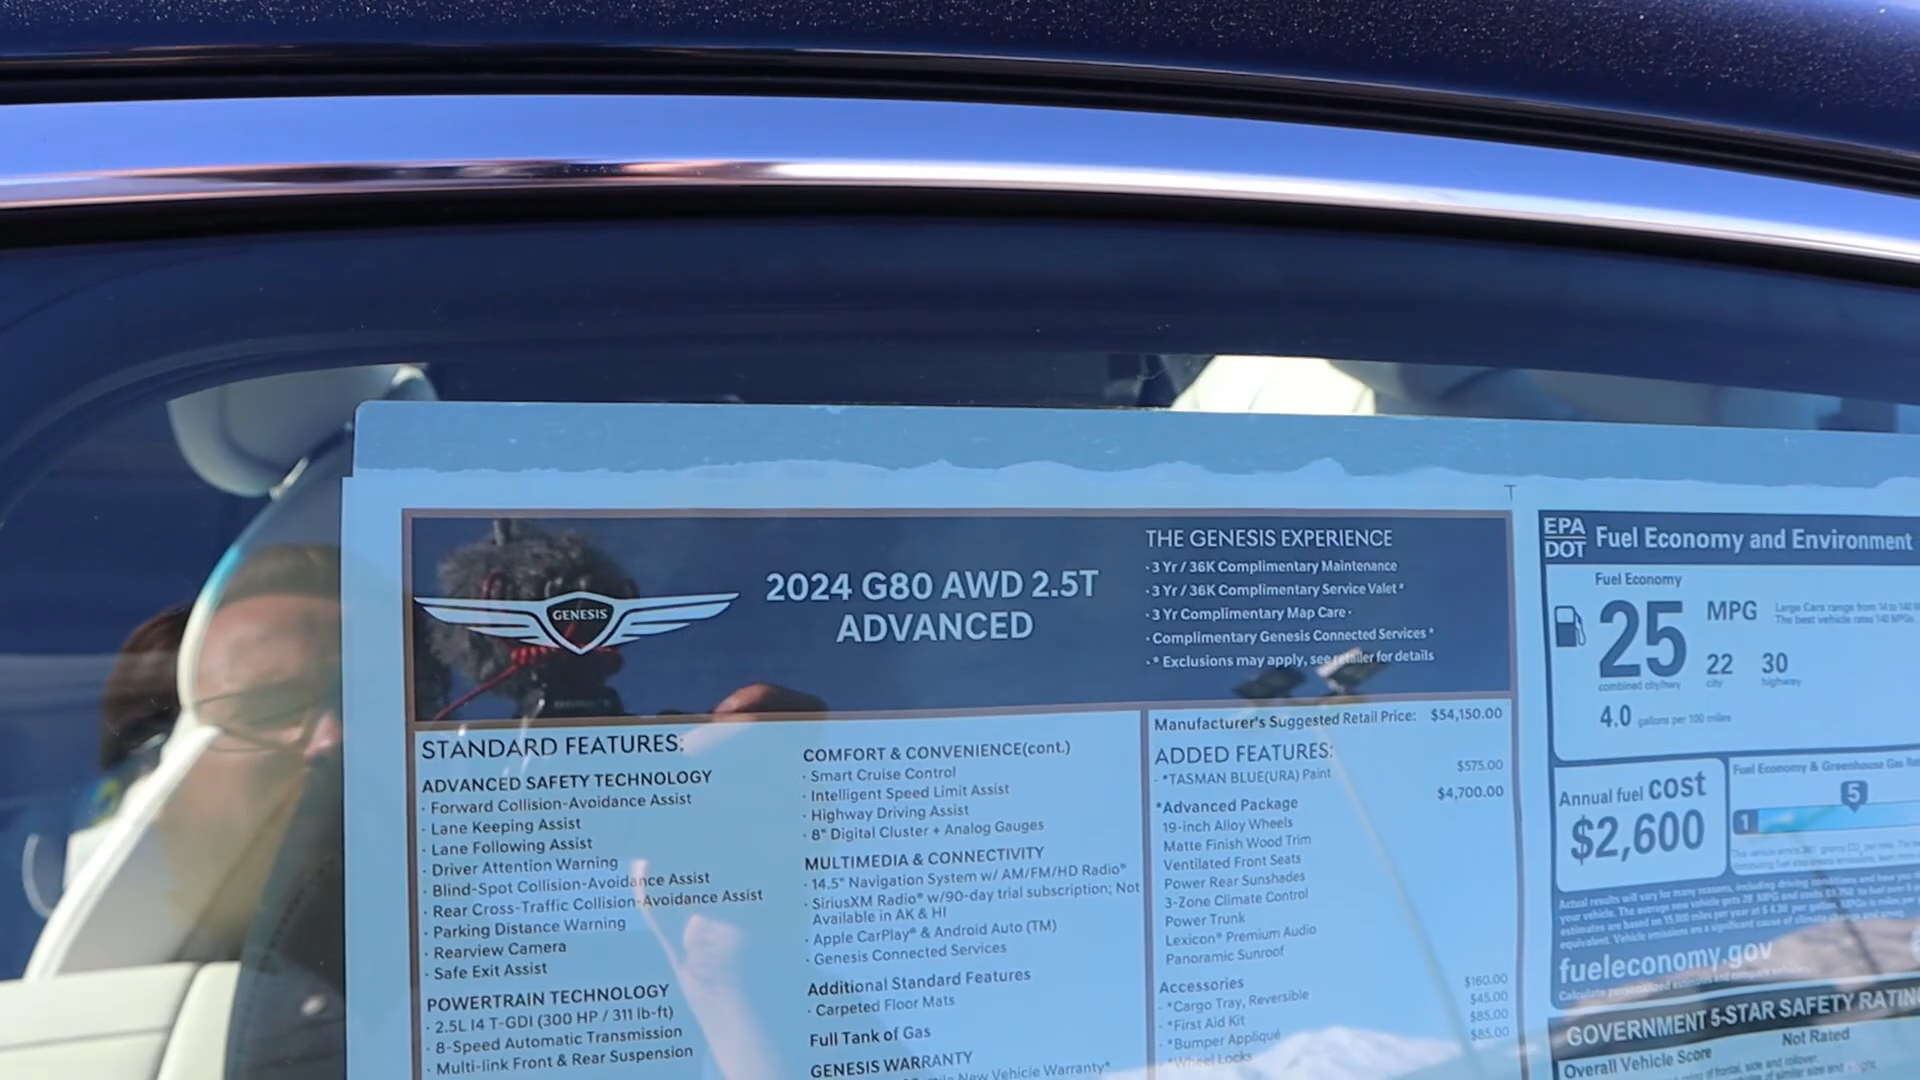 GENESIS
2024 G80 AWD 2.5T
ADVANCED
THE GENESIS EXPERIENCE
· 3 Yr / 36K Complimentary Maintenance
· 3 Yr / 36K Complimentary Service Valet *
· 3 Yr Complimentary Map Care ·
· Complimentary Genesis Connected Services *
· * Exclusions may apply, see retailer for details
STANDARD FEATURES:
ADVANCED SAFETY TECHNOLOGY
· Forward Collision-Avoidance Assist
· Lane Keeping Assist
· Lane Following Assist
· Driver Attention Warning
· Blind-Spot Collision-Avoidance Assist
· Rear Cross-Traffic Collision-Avoidance Assist
· Parking Distance Warning
· Rearview Camera
· Safe Exit Assist
POWERTRAIN TECHNOLOGY
· 2.5L I4 T-GDI (300 HP / 311 lb-ft)
· 8-Speed Automatic Transmission
· Multi-link Front & Rear Suspension
COMFORT & CONVENIENCE(cont.)
· Smart Cruise Control
· Intelligent Speed Limit Assist
· Highway Driving Assist
· 8" Digital Cluster + Analog Gauges
MULTIMEDIA & CONNECTIVITY
· 14.5" Navigation System w/ AM/FM/HD Radio®
· SiriusXM Radio® w/90-day trial subscription; Not
Available in AK & HI
· Apple CarPlay® & Android Auto (TM)
· Genesis Connected Services
Additional Standard Features
· Carpeted Floor Mats
Full Tank of Gas
GENESIS WARRANTY
New Vehicle Warranty*
Manufacturer's Suggested Retail Price: $54,150.00
ADDED FEATURES:
· *TASMAN BLUE(URA) Paint $575.00
*Advanced Package $4,700.00
19-inch Alloy Wheels
Matte Finish Wood Trim
Ventilated Front Seats
Power Rear Sunshades
3-Zone Climate Control
Power Trunk
Lexicon® Premium Audio
Panoramic Sunroof
Accessories
· *Cargo Tray, Reversible $160.00
· *First Aid Kit $45.00
· *Bumper Appliqué $85.00
· *Wheel Locks $85.00
EPA
DOT
Fuel Economy and Environment
Fuel Economy
25 MPG
22 30
combined city/hwy city highway
4.0 gallons per 100 miles
Annual fuel COST
$2,600
Fuel Economy & Greenhouse Gas
5
1
fueleconomy.gov
GOVERNMENT 5-STAR SAFETY RATING
Overall Vehicle Score Not Rated